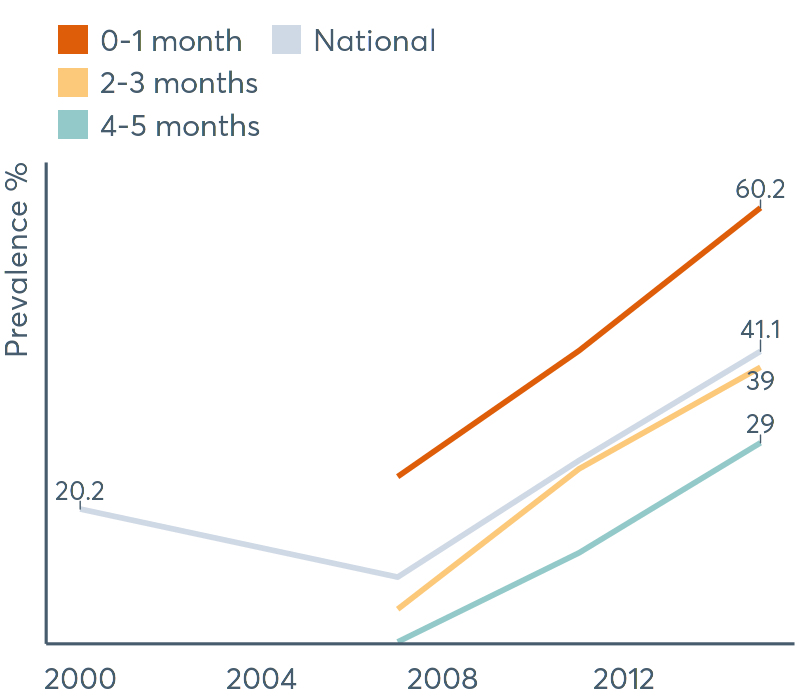 0-1 month National
2-3 months
4-5 months
Prevalence %
60.2
41.1
39
29
20.2
2000 2004 2008 2012